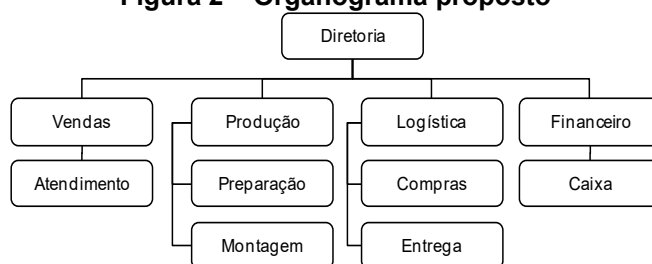 Figura 2 – Organograma proposto
Diretoria
Vendas Produção Logística Financeiro
Atendimento Preparação Compras Caixa
Montagem Entrega